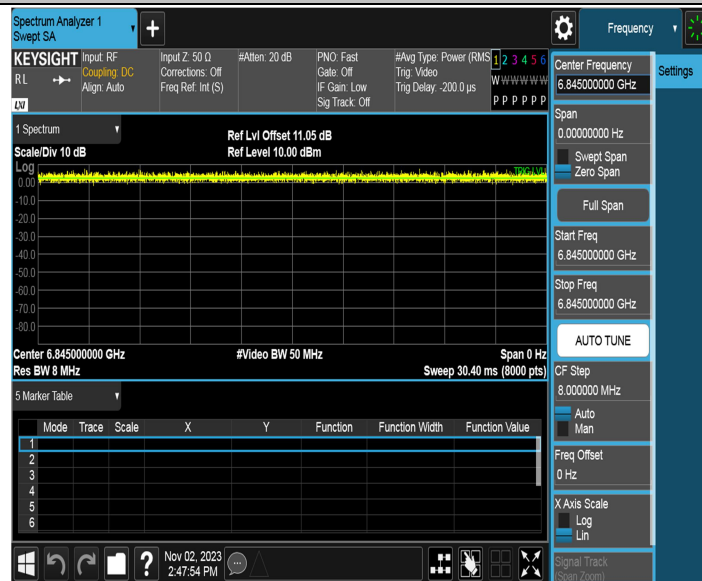 Spectrum Analyzer 1
Swept SA
+
Frequency
KEYSIGHT
RL
LXI
Input: RF
Coupling: DC
Align: Auto
Input Z: 50 Ω
Corrections: Off
Freq Ref: Int (S)
#Atten: 20 dB
PNO: Fast
Gate: Off
IF Gain: Low
Sig Track: Off
#Avg Type: Power (RMS
Trig: Video
Trig Delay: -200.0 µs
1 2 3 4 5 6
W W W W W W
P P P P P P
Settings
Center Frequency
6.845000000 GHz
Span
0.00000000 Hz
Swept Span
Zero Span
Full Span
Start Freq
6.845000000 GHz
Stop Freq
6.845000000 GHz
AUTO TUNE
CF Step
8.000000 MHz
Auto
Man
Freq Offset
0 Hz
X Axis Scale
Log
Lin
Signal Track
(Span Zoom)
1 Spectrum
Scale/Div 10 dB
Ref Lvl Offset 11.05 dB
Ref Level 10.00 dBm
Log
0.00
-10.0
-20.0
-30.0
-40.0
-50.0
-60.0
-70.0
-80.0
Center 6.845000000 GHz
#Video BW 50 MHz
Span 0 Hz
Res BW 8 MHz
Sweep 30.40 ms (8000 pts)
5 Marker Table
Mode Trace Scale X Y Function Function Width Function Value
1
2
3
4
5
6
?
Nov 02, 2023
2:47:54 PM